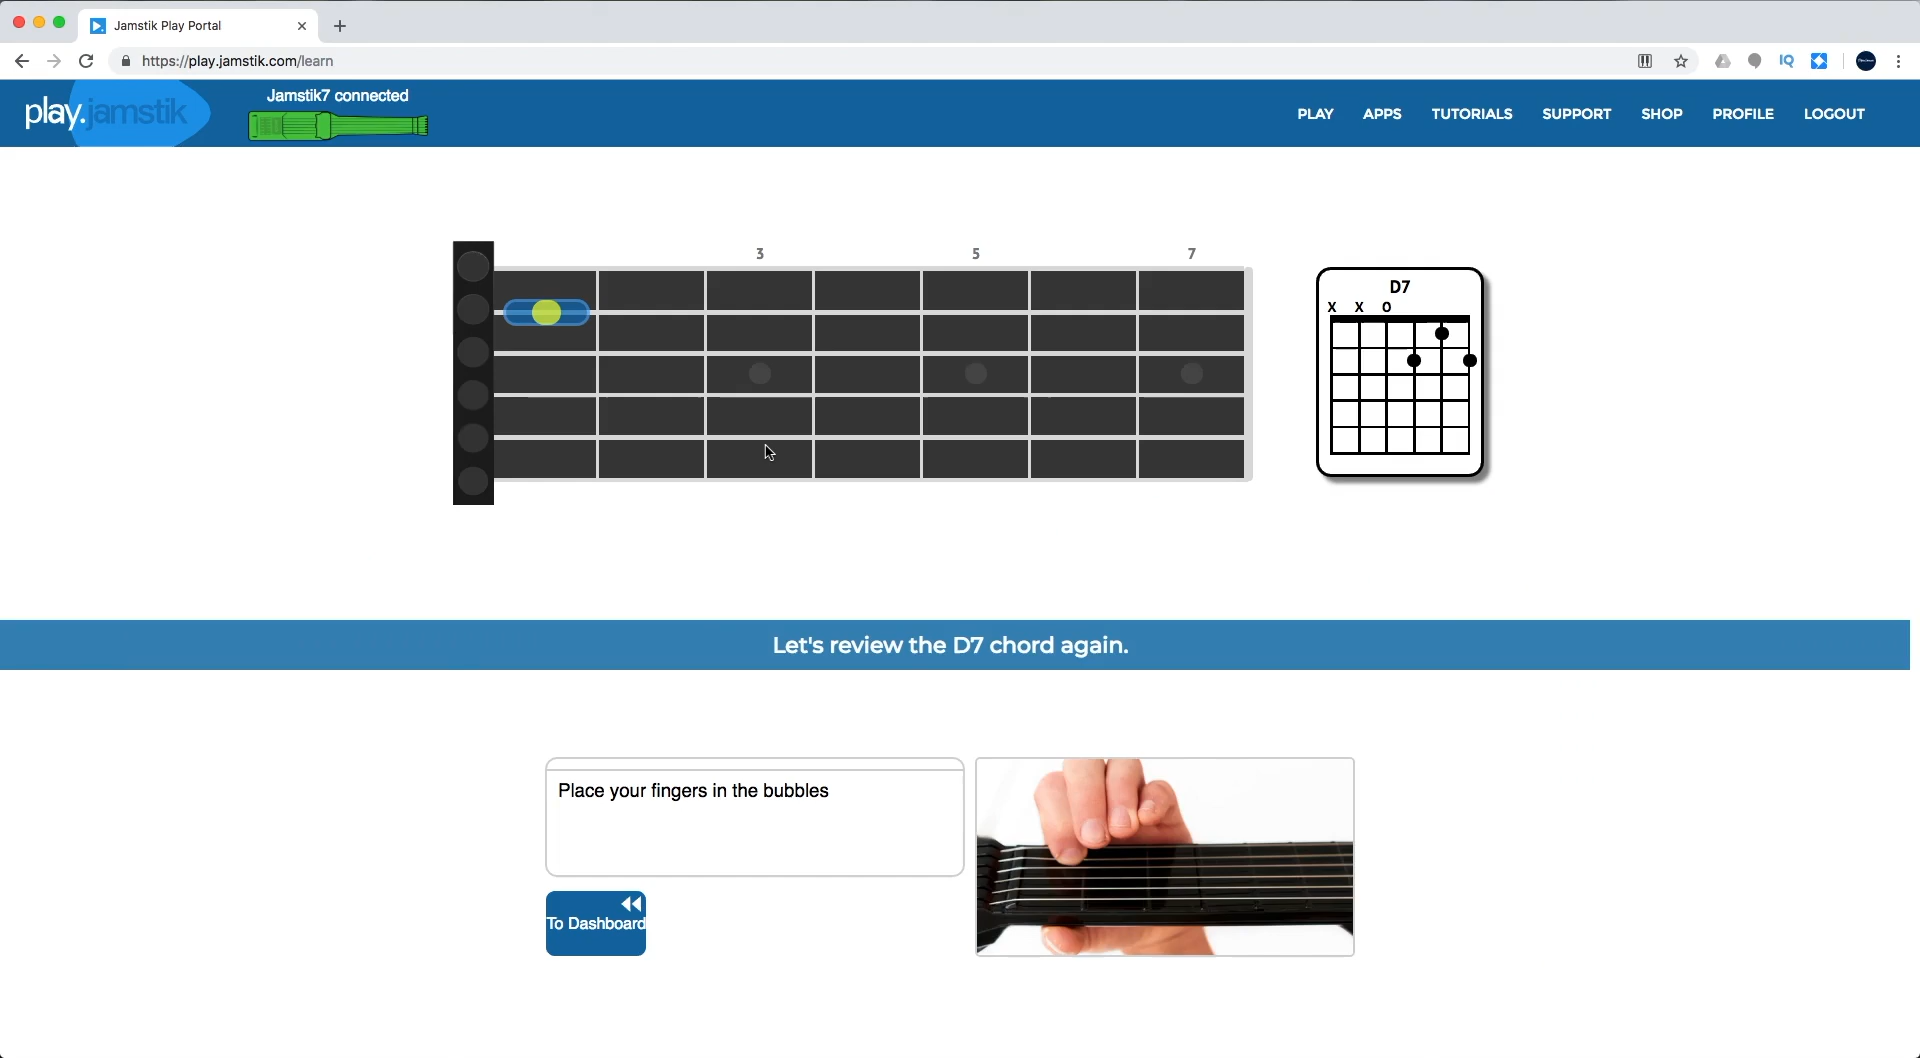 Jamstik Play Portal
https://play.jamstik.com/learn
IQ
play.jamstik
Jamstik7 connected
PLAY APPS TUTORIALS SUPPORT SHOP PROFILE LOGOUT
3 5 7
D7
X X O
Let's review the D7 chord again.
Place your fingers in the bubbles
To Dashboard